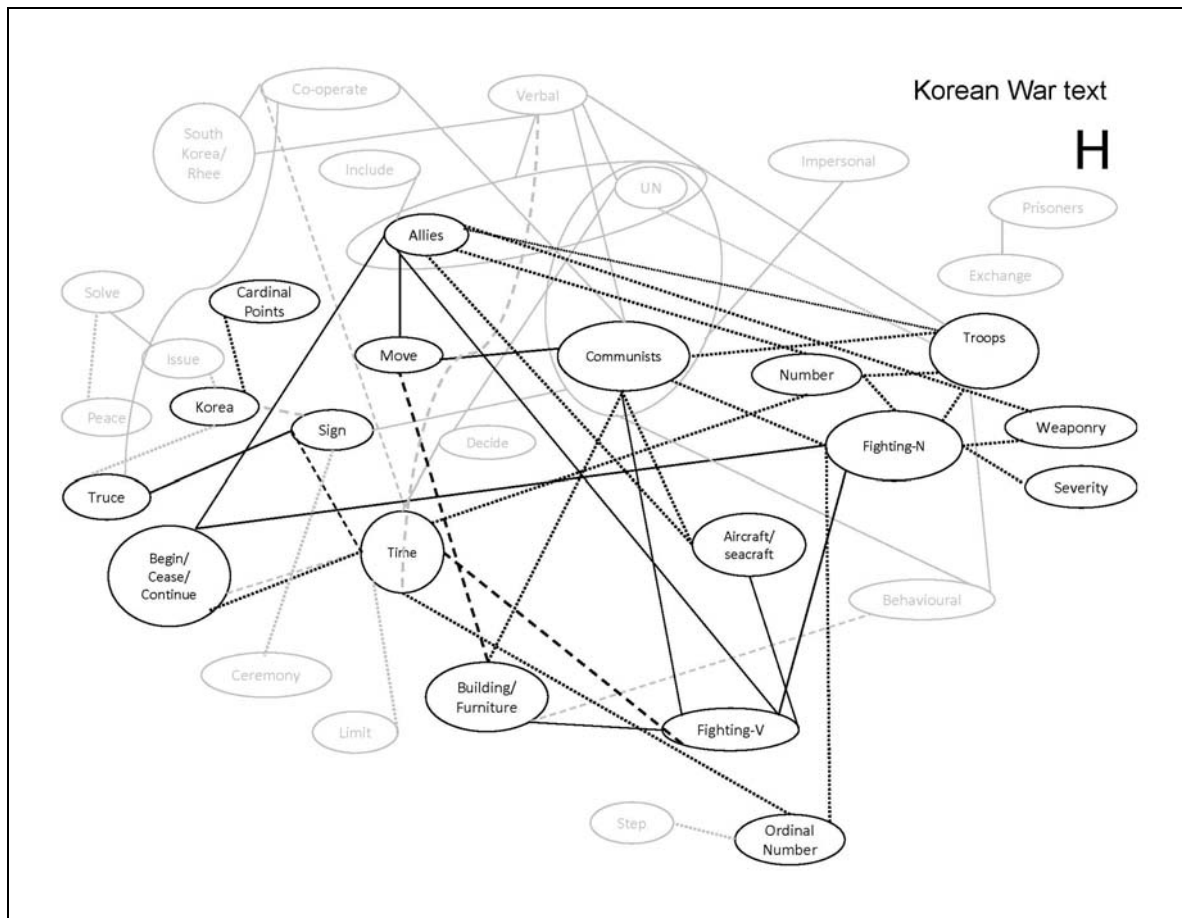 Korean War text
H
Co-operate
Verbal
South
Korea/
Rhee
Include
UN
Impersonal
Prisoners
Allies
Exchange
Solve
Cardinal
Points
Troops
Issue
Move
Communists
Number
Peace
Korea
Sign
Decide
Fighting-N
Weaponry
Truce
Severity
Begin/
Cease/
Continue
Time
Aircraft/
seacraft
Behavioural
Ceremony
Building/
Furniture
Limit
Fighting-V
Step
Ordinal
Number